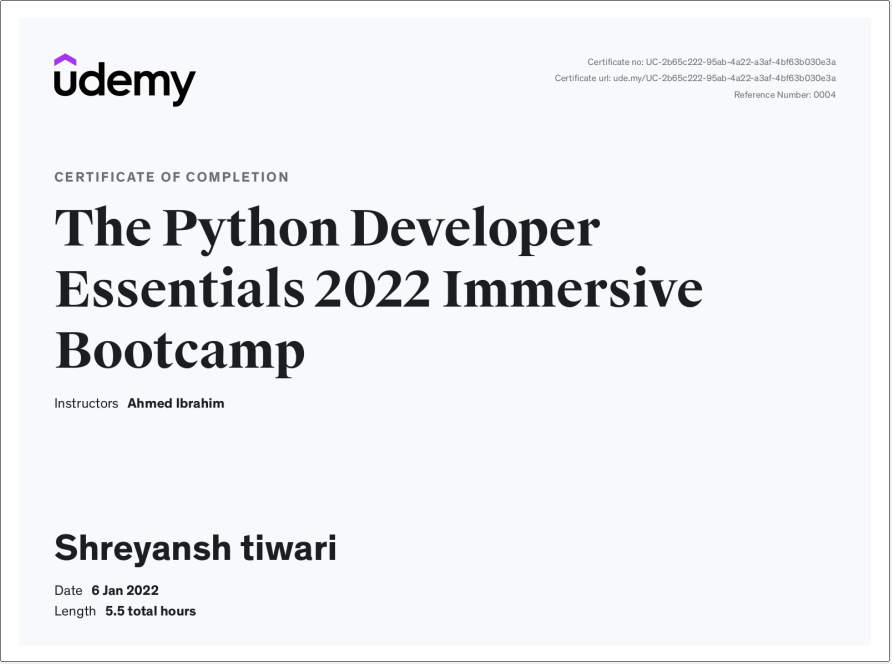 udemy
Certificate no: UC-2b65c222-95ab-4a22-a3af-4bf63b030e3a
Certificate url: ude.my/UC-2b65c222-95ab-4a22-a3af-4bf63b030e3a
Reference Number: 0004
CERTIFICATE OF COMPLETION
The Python Developer
Essentials 2022 Immersive
Bootcamp
Instructors Ahmed Ibrahim
Shreyansh tiwari
Date 6 Jan 2022
Length 5.5 total hours